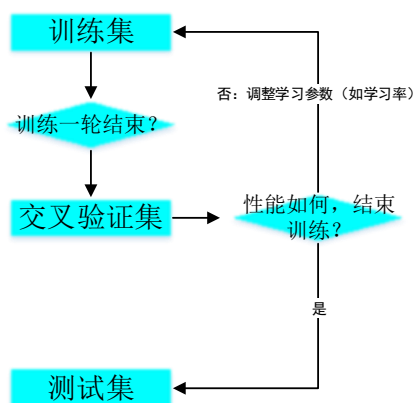 训练集
否：调整学习参数（如学习率）
训练一轮结束？
交叉验证集
性能如何，结束
训练？
是
测试集